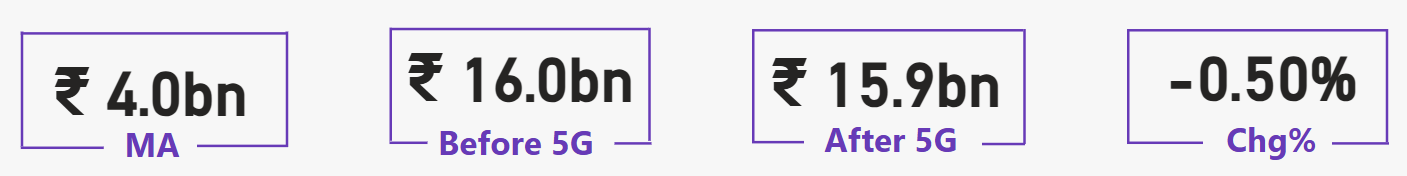 ₹ 4.0bn
MA
₹ 16.0bn
Before 5G
₹ 15.9bn
After 5G
-0.50%
Chg%